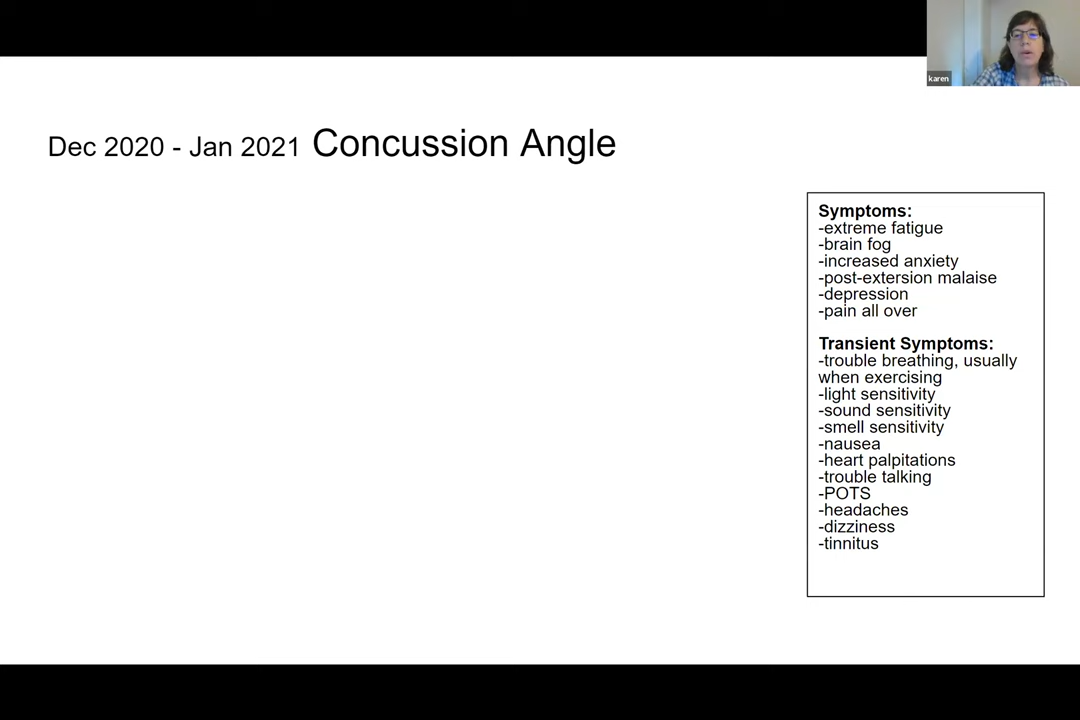 karen
Dec 2020 - Jan 2021 Concussion Angle
Symptoms:
-extreme fatigue
-brain fog
-increased anxiety
-post-extersion malaise
-depression
-pain all over
Transient Symptoms:
-trouble breathing, usually
when exercising
-light sensitivity
-sound sensitivity
-smell sensitivity
-nausea
-heart palpitations
-trouble talking
-POTS
-headaches
-dizziness
-tinnitus